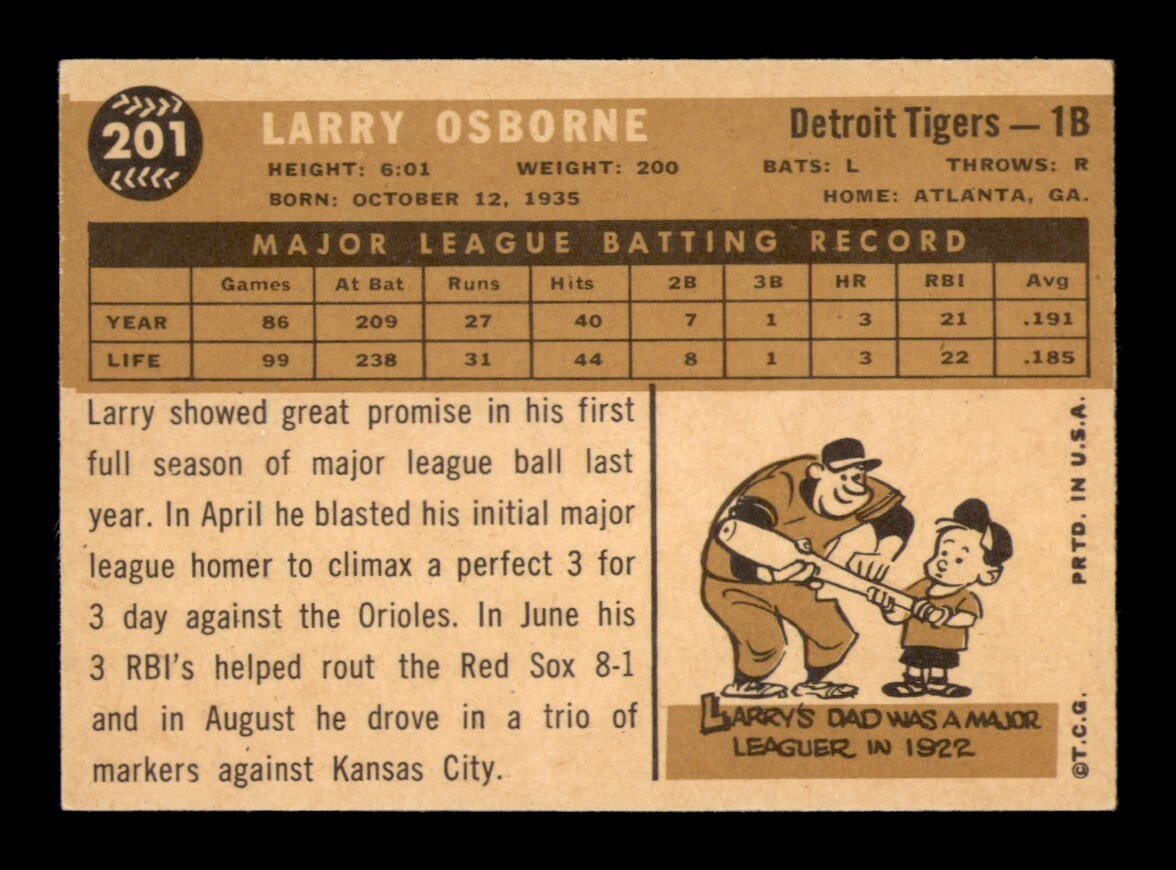 201
LARRY OSBORNE
Detroit Tigers — 1B
HEIGHT: 6:01 WEIGHT: 200 BATS: L THROWS: R
BORN: OCTOBER 12, 1935 HOME: ATLANTA, GA.
MAJOR LEAGUE BATTING RECORD
Games At Bat Runs Hits 2B 3B HR RBI Avg
YEAR 86 209 27 40 7 1 3 21 .191
LIFE 99 238 31 44 8 1 3 22 .185
Larry showed great promise in his first
full season of major league ball last
year. In April he blasted his initial major
league homer to climax a perfect 3 for
3 day against the Orioles. In June his
3 RBI's helped rout the Red Sox 8-1
and in August he drove in a trio of
markers against Kansas City.
LARRY'S DAD WAS A MAJOR
LEAGUER IN 1922
©T.C.G. PRTD. IN U.S.A.